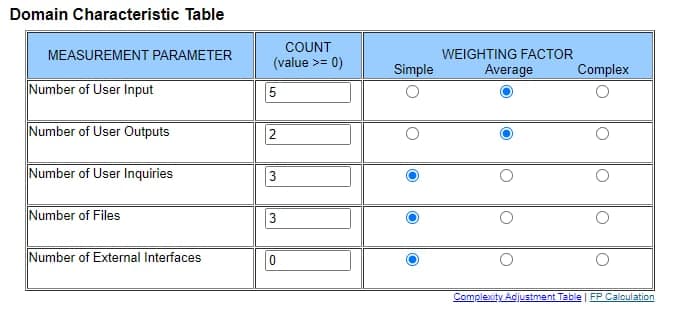 Domain Characteristic Table
MEASUREMENT PARAMETER
COUNT
(value >= 0)
WEIGHTING FACTOR
Simple Average Complex
Number of User Input 5
Number of User Outputs 2
Number of User Inquiries 3
Number of Files 3
Number of External Interfaces 0
Complexity Adjustment Table | FP Calculation